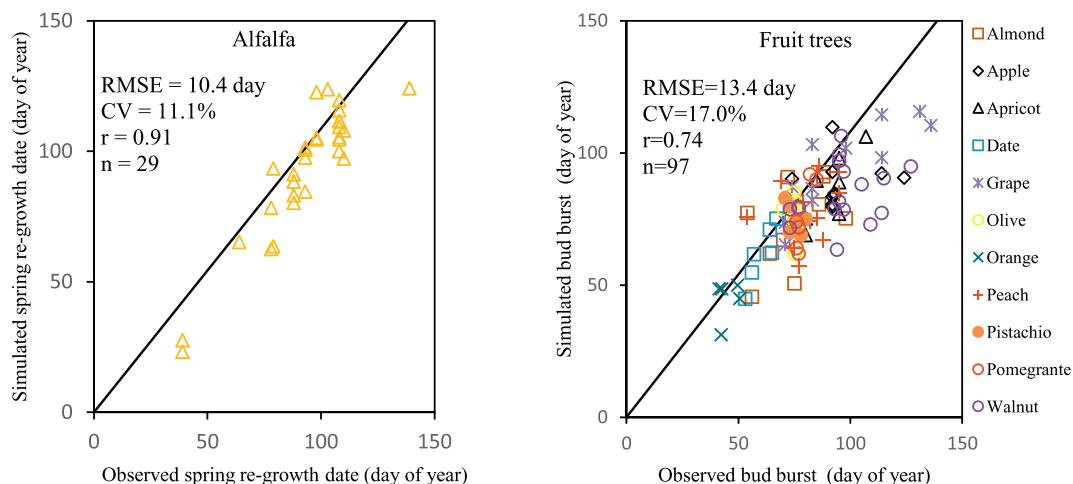 Alfalfa
RMSE = 10.4 day
CV = 11.1%
r = 0.91
n = 29
Simulated spring re-growth date (day of year)
150
100
50
0
0 50 100 150
Observed spring re-growth date (day of year)
Fruit trees
RMSE=13.4 day
CV=17.0%
r=0.74
n=97
Simulated bud burst (day of year)
150
100
50
0
0 50 100 150
Observed bud burst (day of year)
Almond
Apple
Apricot
Date
Grape
Olive
Orange
Peach
Pistachio
Pomegrante
Walnut